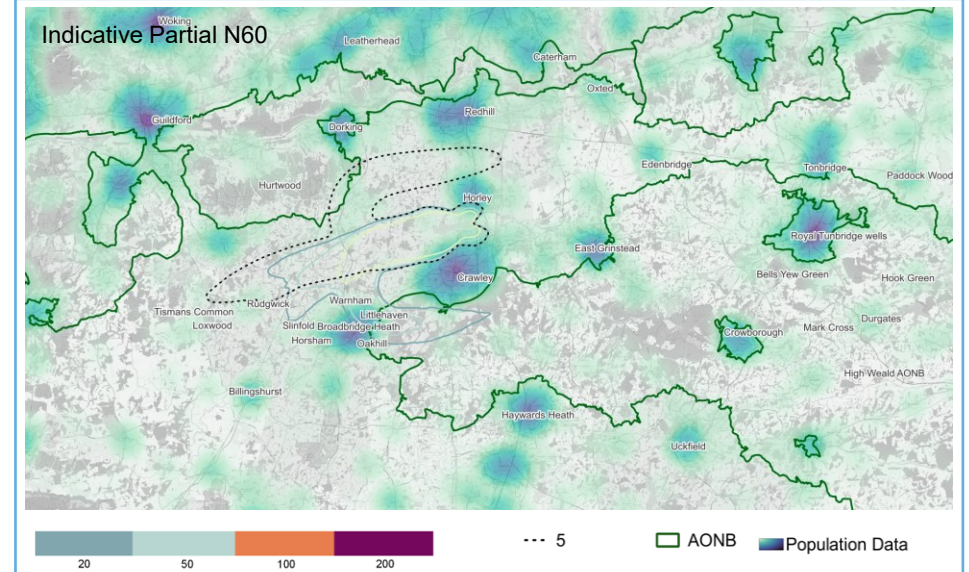 Indicative Partial N60
Woking
Leatherhead
Caterham
Oxted
Guildford
Redhill
Dorking
Edenbridge
Tonbridge
Paddock Wood
Hurtwood
Horley
Royal Tunbridge wells
East Grinstead
Crawley
Bells Yew Green
Hook Green
Rudgwick
Warnham
Tismans Common
Littlehaven
Loxwood
Slinfold
Broadbridge Heath
Horsham
Oakhill
Crowborough
Mark Cross
Durgates
High Weald AONB
Billingshurst
Haywards Heath
Uckfield
20 50 100 200
5
AONB
Population Data